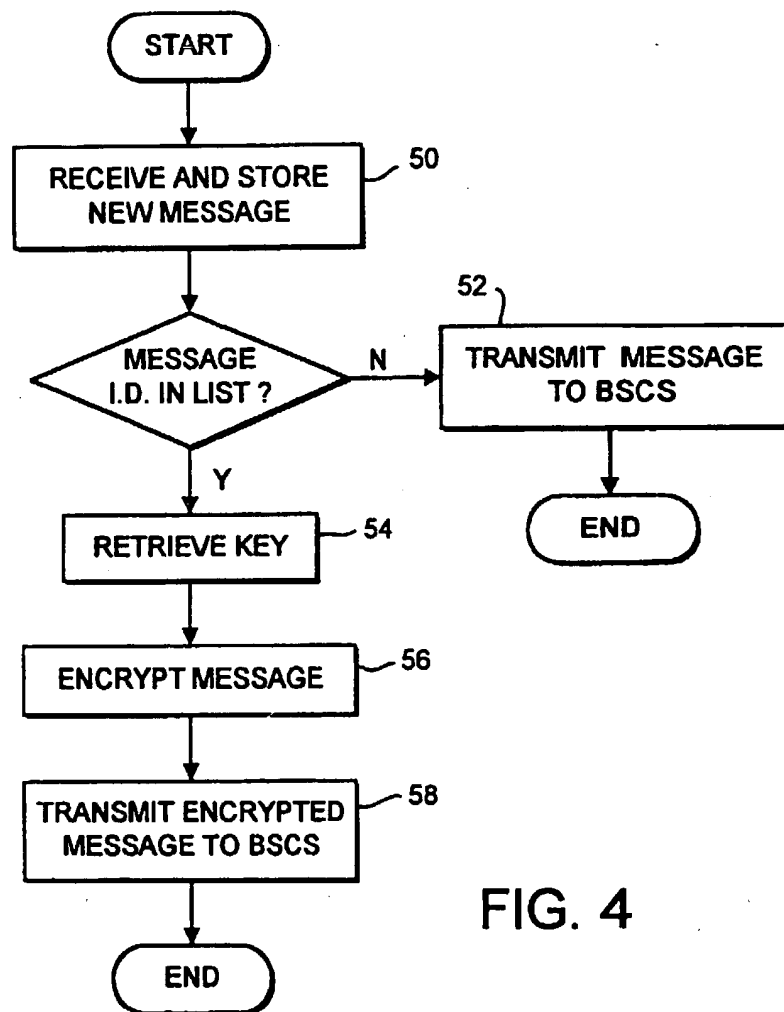 START
50
RECEIVE AND STORE
NEW MESSAGE
52
MESSAGE
I.D. IN LIST ?
N
TRANSMIT MESSAGE
TO BSCS
Y
END
54
RETRIEVE KEY
56
ENCRYPT MESSAGE
58
TRANSMIT ENCRYPTED
MESSAGE TO BSCS
FIG. 4
END